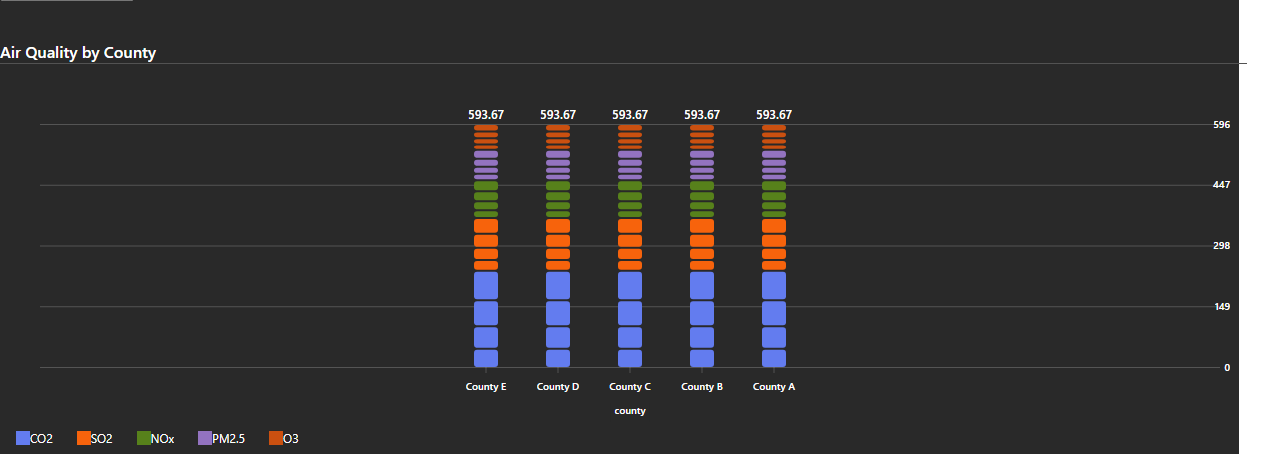 Air Quality by County
593.67 593.67 593.67 593.67 593.67
596
447
298
149
0
County E County D County C County B County A
county
CO2 SO2 NOx PM2.5 O3